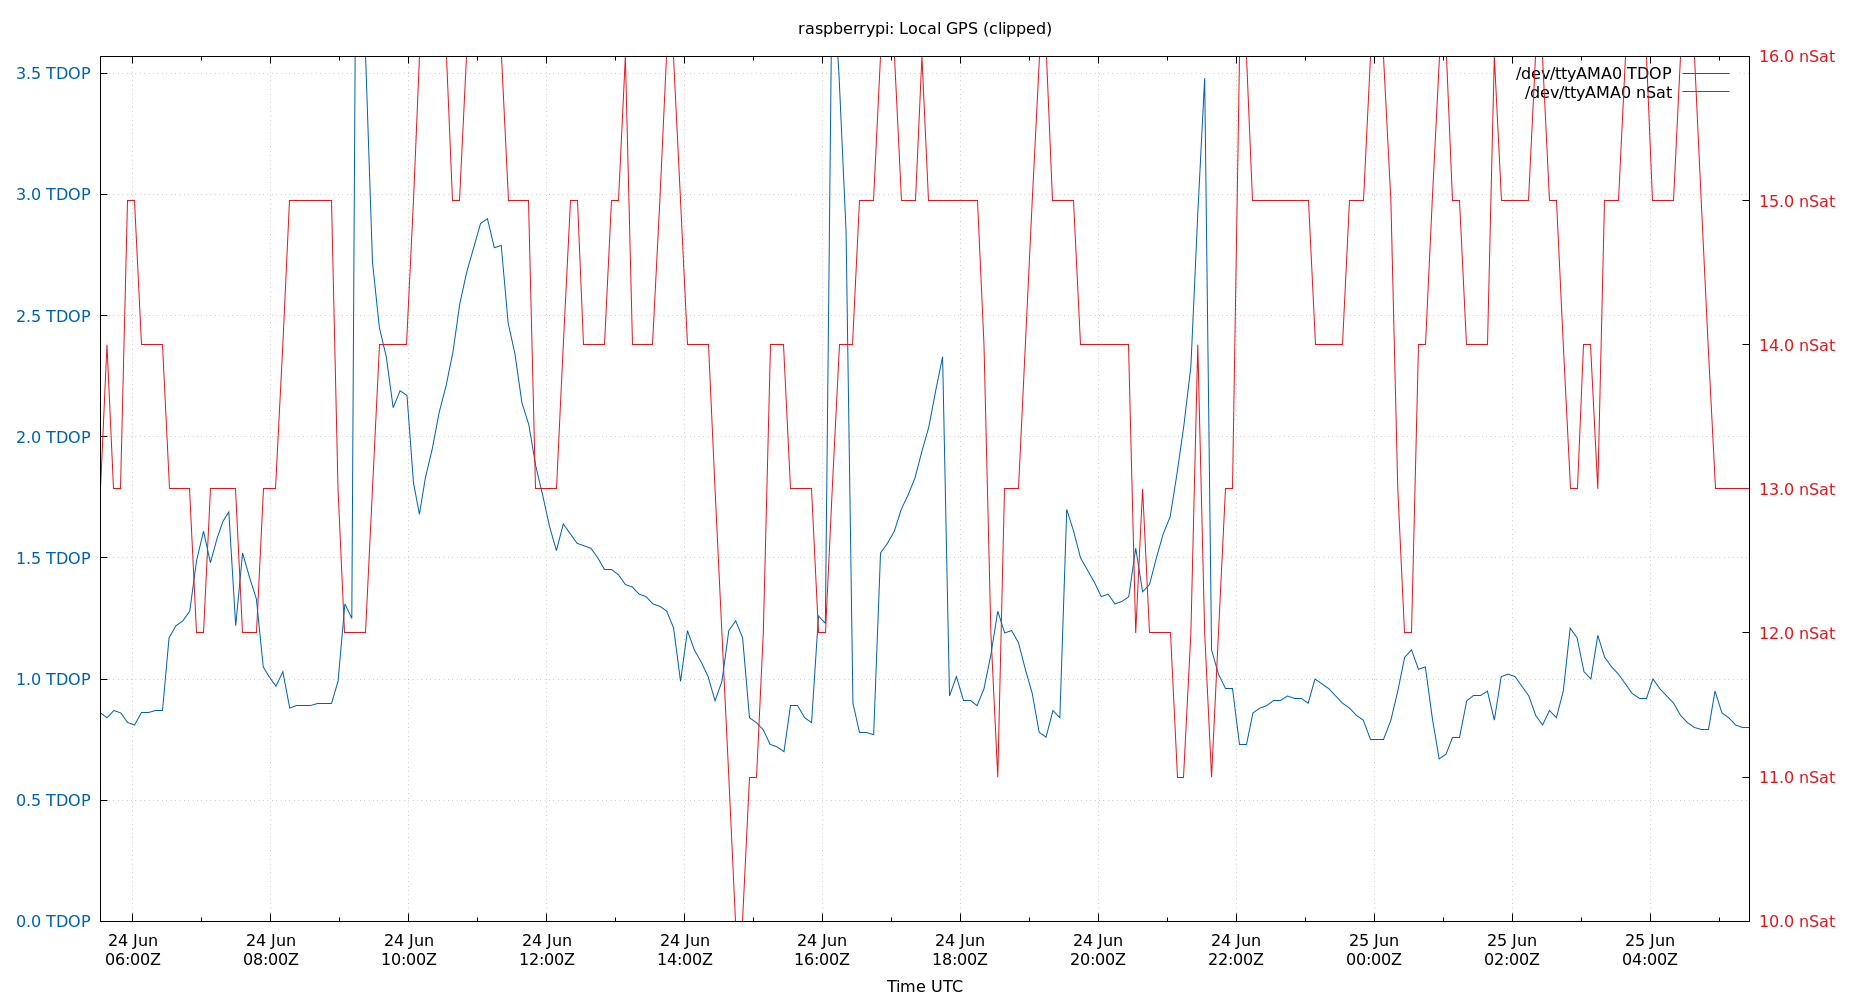 raspberrypi: Local GPS (clipped)
3.5 TDOP
3.0 TDOP
2.5 TDOP
2.0 TDOP
1.5 TDOP
1.0 TDOP
0.5 TDOP
0.0 TDOP
16.0 nSat
15.0 nSat
14.0 nSat
13.0 nSat
12.0 nSat
11.0 nSat
10.0 nSat
/dev/ttyAMA0 TDOP
/dev/ttyAMA0 nSat
24 Jun 24 Jun 24 Jun 24 Jun 24 Jun 24 Jun 24 Jun 24 Jun 24 Jun 25 Jun 25 Jun 25 Jun
06:00Z 08:00Z 10:00Z 12:00Z 14:00Z 16:00Z 18:00Z 20:00Z 22:00Z 00:00Z 02:00Z 04:00Z
Time UTC